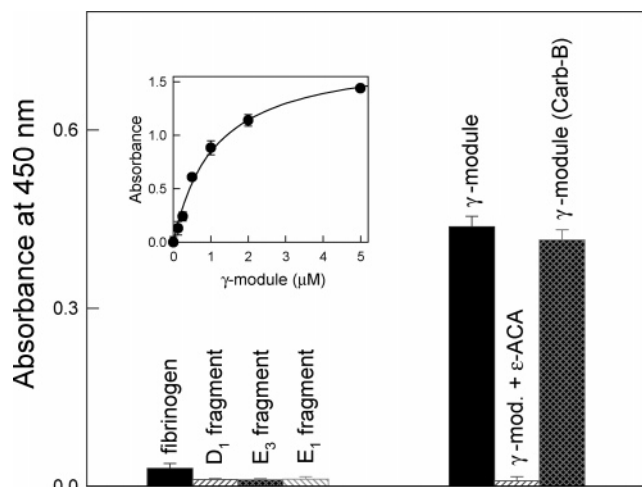 Absorbance at 450 nm
0.6
0.3
0.0
Absorbance
1.5
1.0
0.5
0.0
0 1 2 3 4 5
γ-module (μM)
fibrinogen
D1 fragment
E3 fragment
E1 fragment
γ-module
γ-mod. + ε-ACA
γ-module (Carb-B)